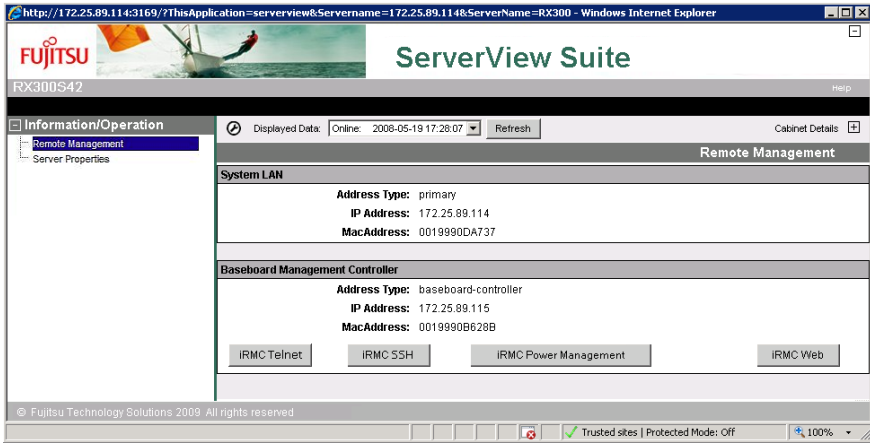 http://172.25.89.114:3169/?ThisApplication=serverview&Servername=172.25.89.114&ServerName=RX300 - Windows Internet Explorer
FUJITSU
ServerView Suite
RX300S42
Help
Information/Operation
Remote Management
Server Properties
Displayed Data: Online: 2008-05-19 17:28:07 Refresh
Cabinet Details
Remote Management
System LAN
Address Type: primary
IP Address: 172.25.89.114
MacAddress: 0019990DA737
Baseboard Management Controller
Address Type: baseboard-controller
IP Address: 172.25.89.115
MacAddress: 0019990B628B
iRMC Telnet iRMC SSH iRMC Power Management iRMC Web
© Fujitsu Technology Solutions 2009 All rights reserved
Trusted sites | Protected Mode: Off
100%